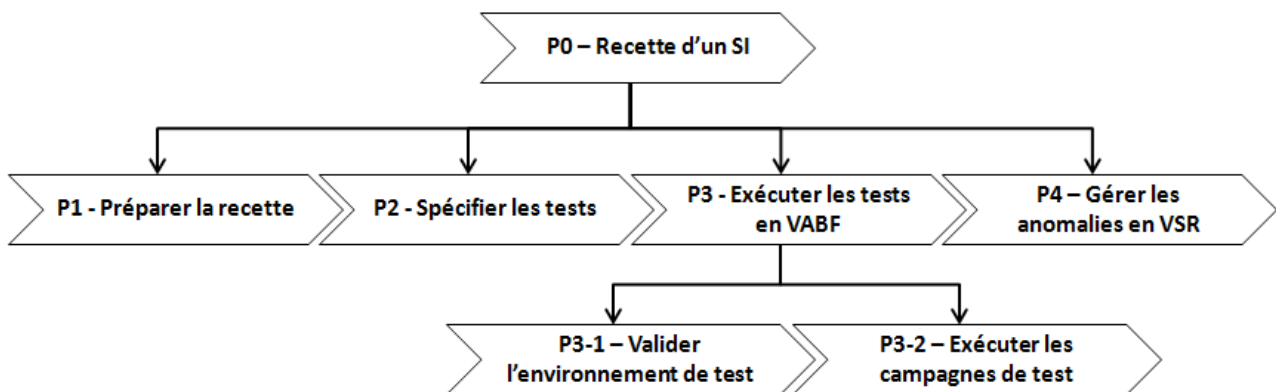 P0 – Recette d’un SI
P1 - Préparer la recette
P2 - Spécifier les tests
P3 - Exécuter les tests
en VABF
P4 – Gérer les
anomalies en VSR
P3-1 – Valider
l’environnement de test
P3-2 – Exécuter les
campagnes de test